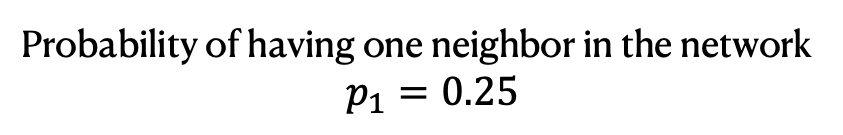 Probability of having one neighbor in the network
p₁ = 0.25